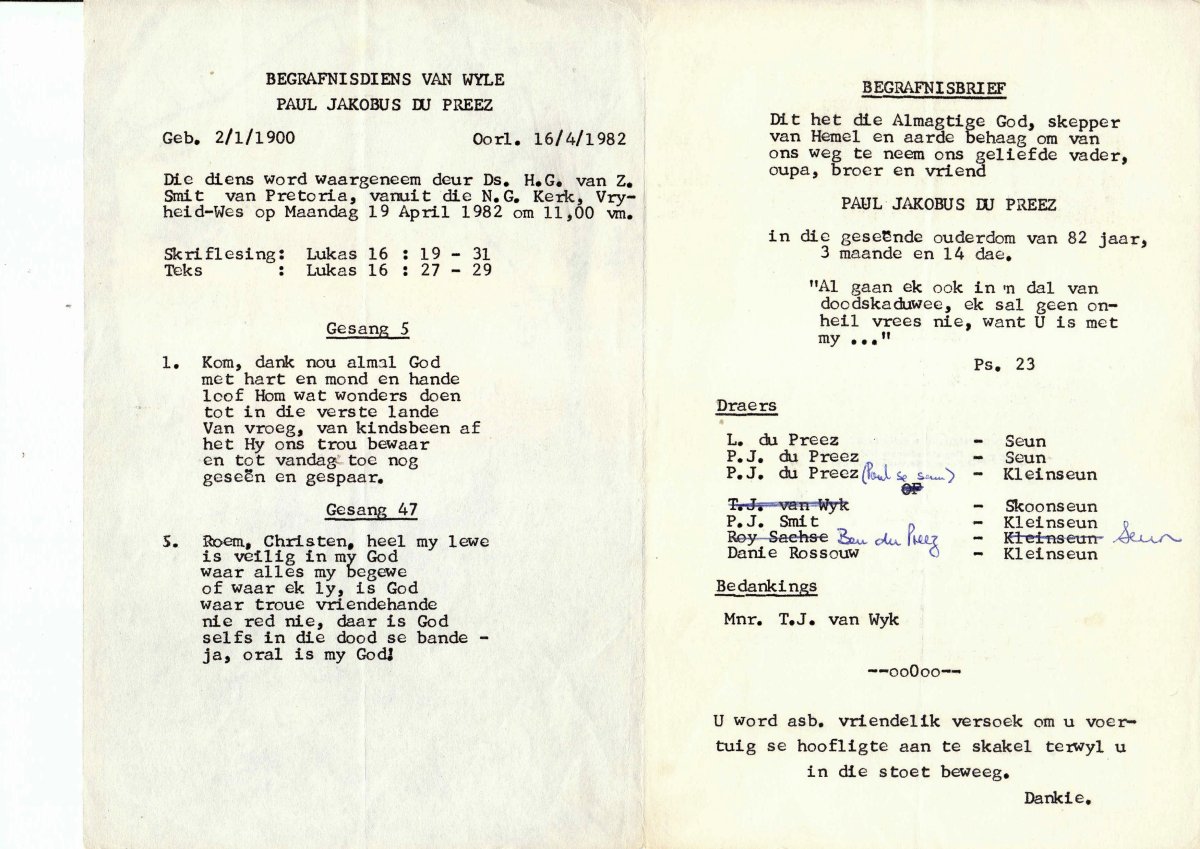 BEGRAFNISDIENS VAN WYLE
PAUL JAKOBUS DU PREEZ
Geb. 2/1/1900 Oorl. 16/4/1982
Die diens word waargeneem deur Ds. H.G. van Z.
Smit van Pretoria, vanuit die N.G. Kerk, Vry-
heid-Wes op Maandag 19 April 1982 om 11,00 vm.
Skriflesing: Lukas 16 : 19 - 31
Teks : Lukas 16 : 27 - 29
Gesang 5
1. Kom, dank nou almal God
met hart en mond en hande
loof Hom wat wonders doen
tot in die verste lande
Van vroeg, van kindsbeen af
het Hy ons trou bewaar
en tot vandag toe nog
geseën en gespaar.
Gesang 47
5. Roem, Christen, heel my lewe
is veilig in my God
waar alles my begewe
of waar ek ly, is God
waar troue vriendehande
nie red nie, daar is God
selfs in die dood se bande -
ja, oral is my God!
BEGRAFNISBRIEF
Dit het die Almagtige God, skepper
van Hemel en aarde behaag om van
ons weg te neem ons geliefde vader,
oupa, broer en vriend
PAUL JAKOBUS DU PREEZ
in die geseënde ouderdom van 82 jaar,
3 maande en 14 dae.
"Al gaan ek ook in 'n dal van
doodskaduwee, ek sal geen on-
heil vrees nie, want U is met
my ..."
Ps. 23
Draers
L. du Preez - Seun
P.J. du Preez - Seun
P.J. du Preez (Paul se seun) - Kleinseun
OF
T.J. van Wyk - Skoonseun
P.J. Smit - Kleinseun
Roy Sachse Ben du Preez - Kleinseun Seun
Danie Rossouw - Kleinseun
Bedankings
Mnr. T.J. van Wyk
--ooOoo--
U word asb. vriendelik versoek om u voer-
tuig se hoofligte aan te skakel terwyl u
in die stoet beweeg.
Dankie.